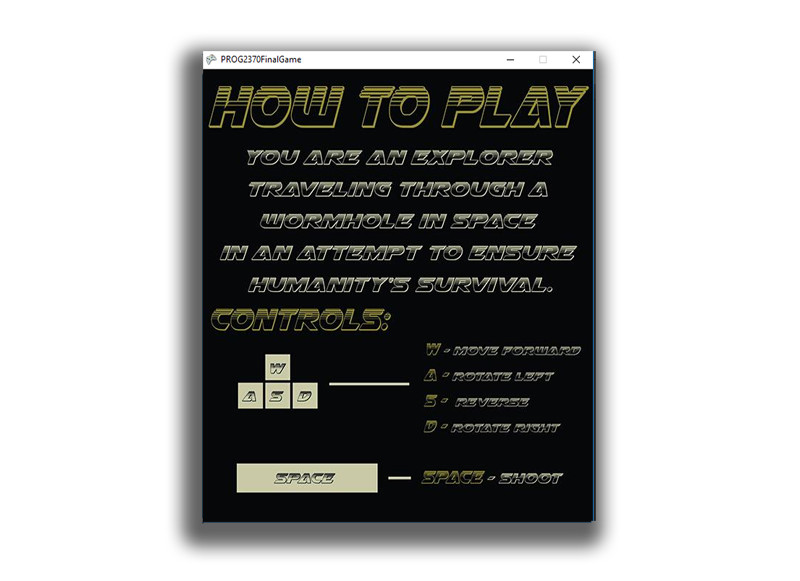 PROG2370FinalGame
HOW TO PLAY
YOU ARE AN EXPLORER
TRAVELING THROUGH A
WORMHOLE IN SPACE
IN AN ATTEMPT TO ENSURE
HUMANITY'S SURVIVAL.
CONTROLS:
W
A S D
W - MOVE FORWARD
A - ROTATE LEFT
S - REVERSE
D - ROTATE RIGHT
SPACE
SPACE - SHOOT